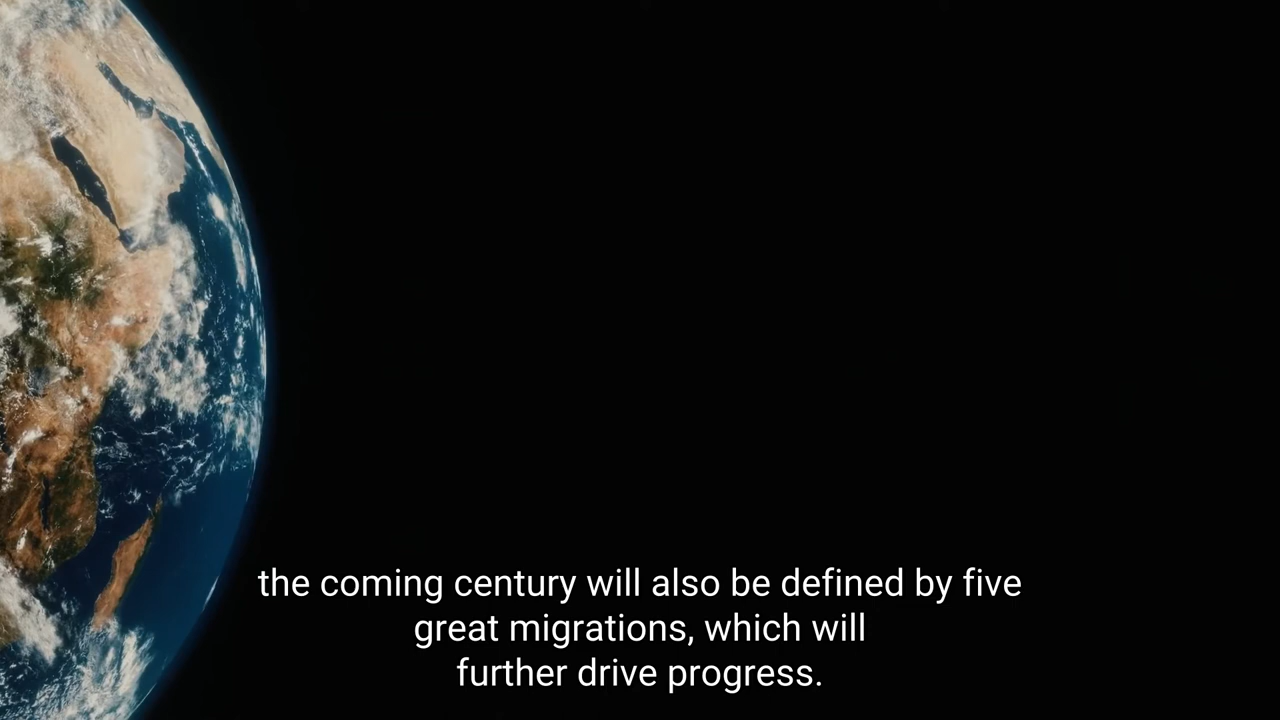 the coming century will also be defined by five
great migrations, which will
further drive progress.